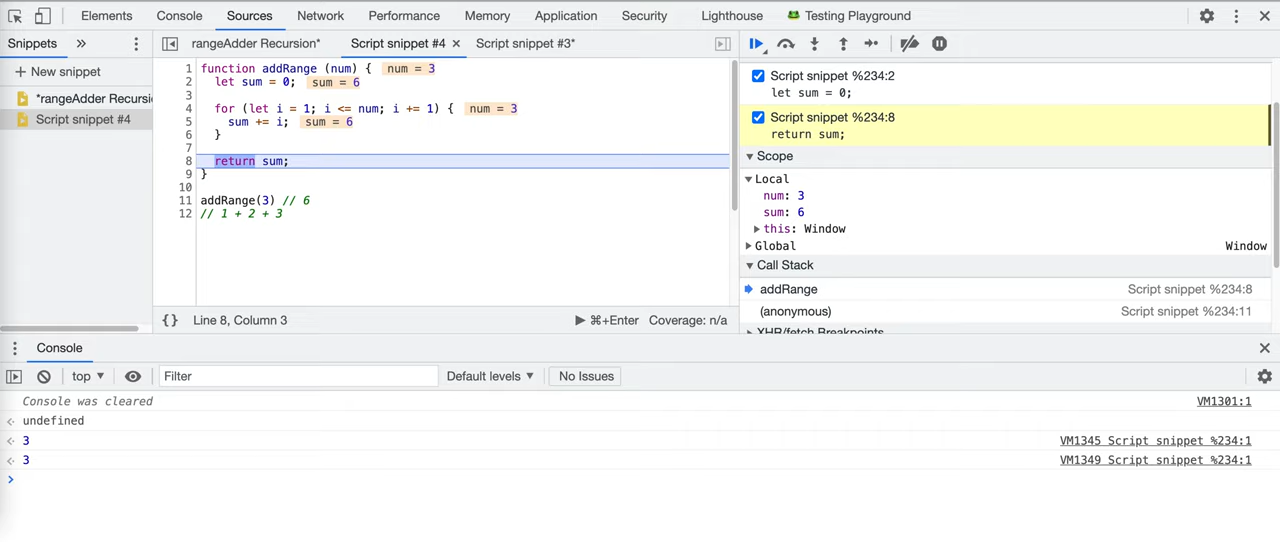 Elements Console Sources Network Performance Memory Application Security Lighthouse Testing Playground
Snippets
rangeAdder Recursion* Script snippet #4 × Script snippet #3*
+ New snippet
*rangeAdder Recursi
Script snippet #4
1 function addRange (num) { num = 3
2 let sum = 0; sum = 6
3
4 for (let i = 1; i <= num; i += 1) { num = 3
5 sum += i; sum = 6
6 }
7
8 return sum;
9 }
10
11 addRange(3) // 6
12 // 1 + 2 + 3
{} Line 8, Column 3 ⌘+Enter Coverage: n/a
Script snippet %234:2
let sum = 0;
Script snippet %234:8
return sum;
Scope
Local
num: 3
sum: 6
this: Window
Global Window
Call Stack
addRange Script snippet %234:8
(anonymous) Script snippet %234:11
XHR/fetch Breakpoints
Console
top Filter Default levels No Issues
Console was cleared VM1301:1
undefined
3 VM1345 Script snippet %234:1
3 VM1349 Script snippet %234:1